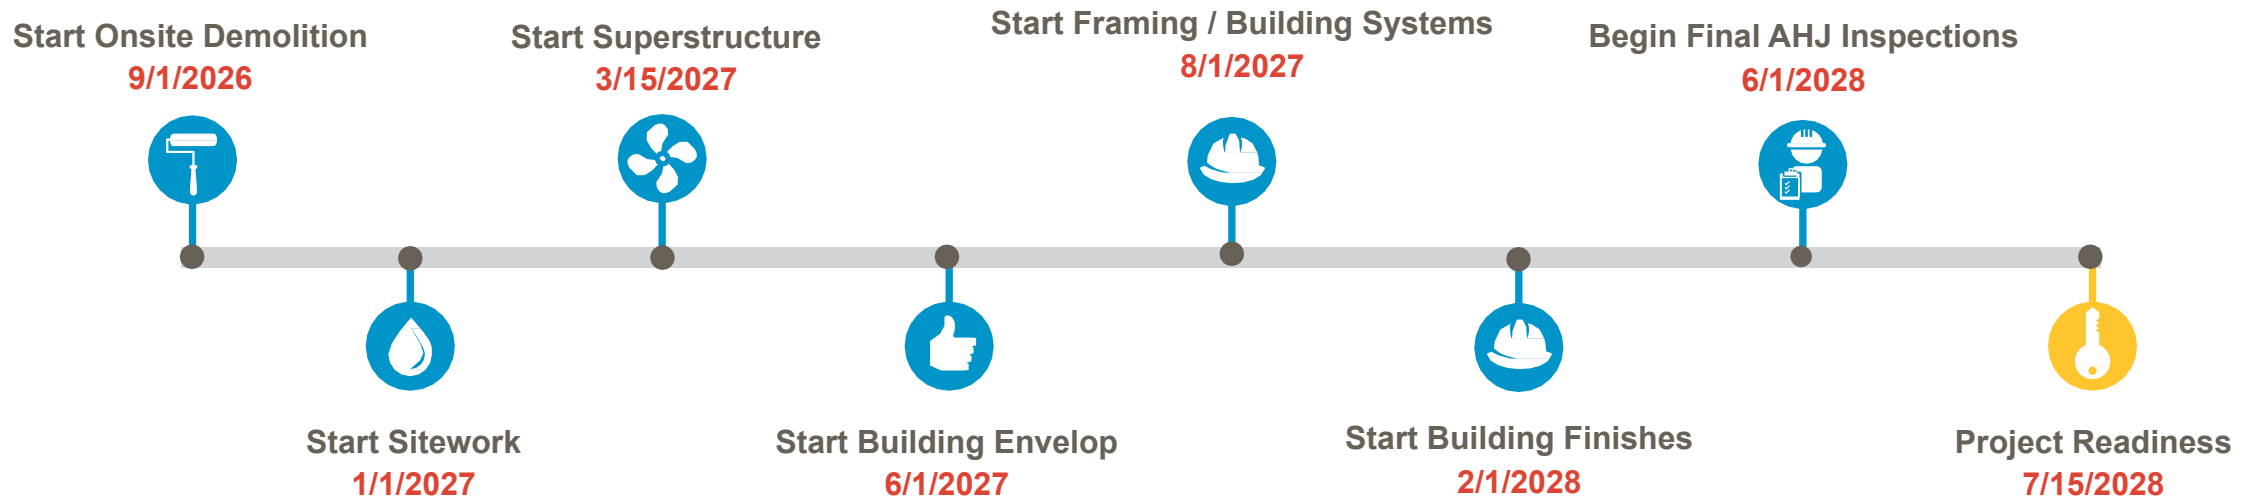 Start Onsite Demolition
9/1/2026
Start Sitework
1/1/2027
Start Superstructure
3/15/2027
Start Building Envelop
6/1/2027
Start Framing / Building Systems
8/1/2027
Start Building Finishes
2/1/2028
Begin Final AHJ Inspections
6/1/2028
Project Readiness
7/15/2028